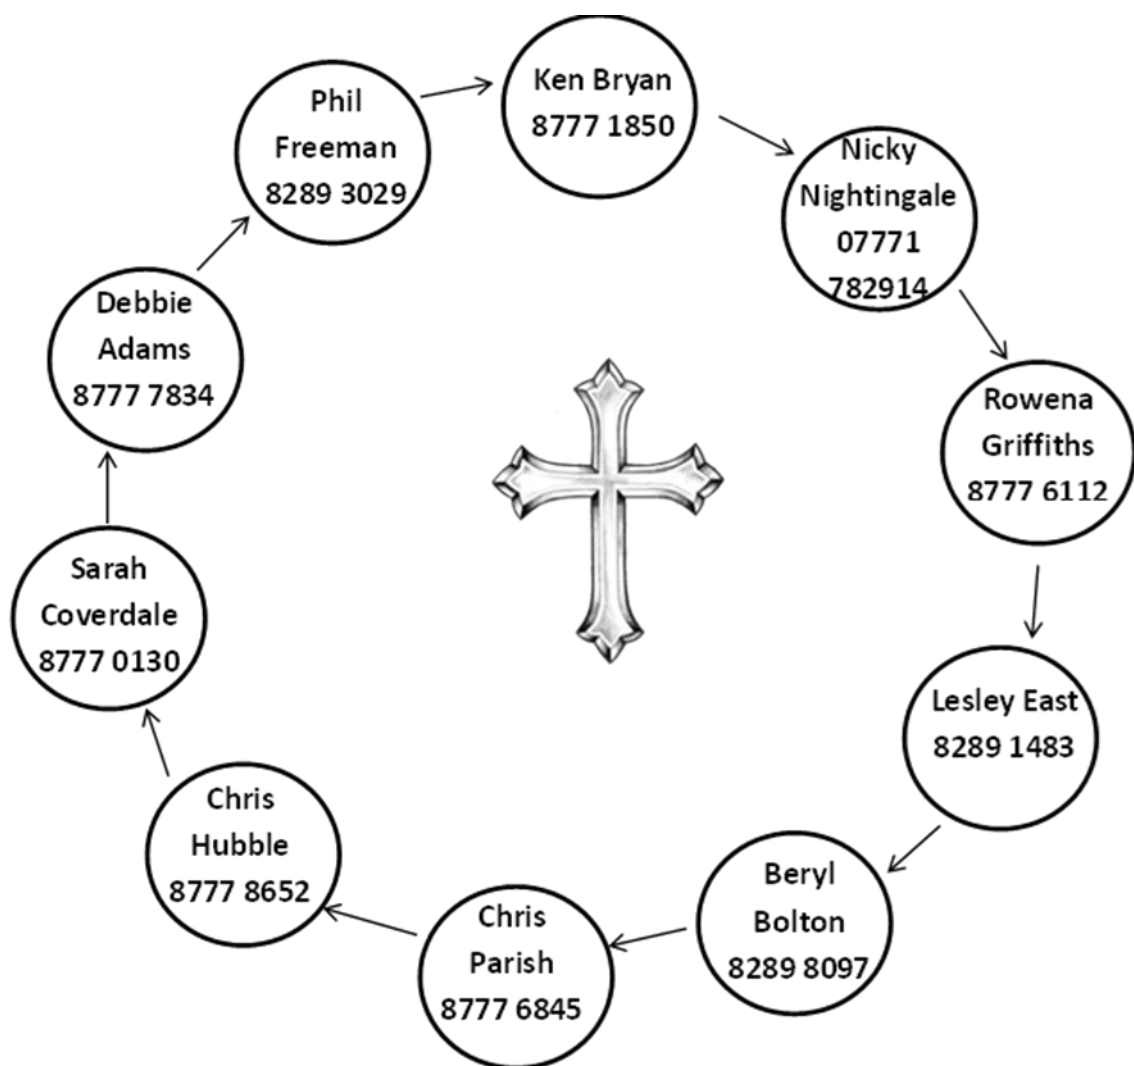 Ken Bryan
8777 1850
Nicky
Nightingale
07771
782914
Rowena
Griffiths
8777 6112
Lesley East
8289 1483
Beryl
Bolton
8289 8097
Chris
Parish
8777 6845
Chris
Hubble
8777 8652
Sarah
Coverdale
8777 0130
Debbie
Adams
8777 7834
Phil
Freeman
8289 3029